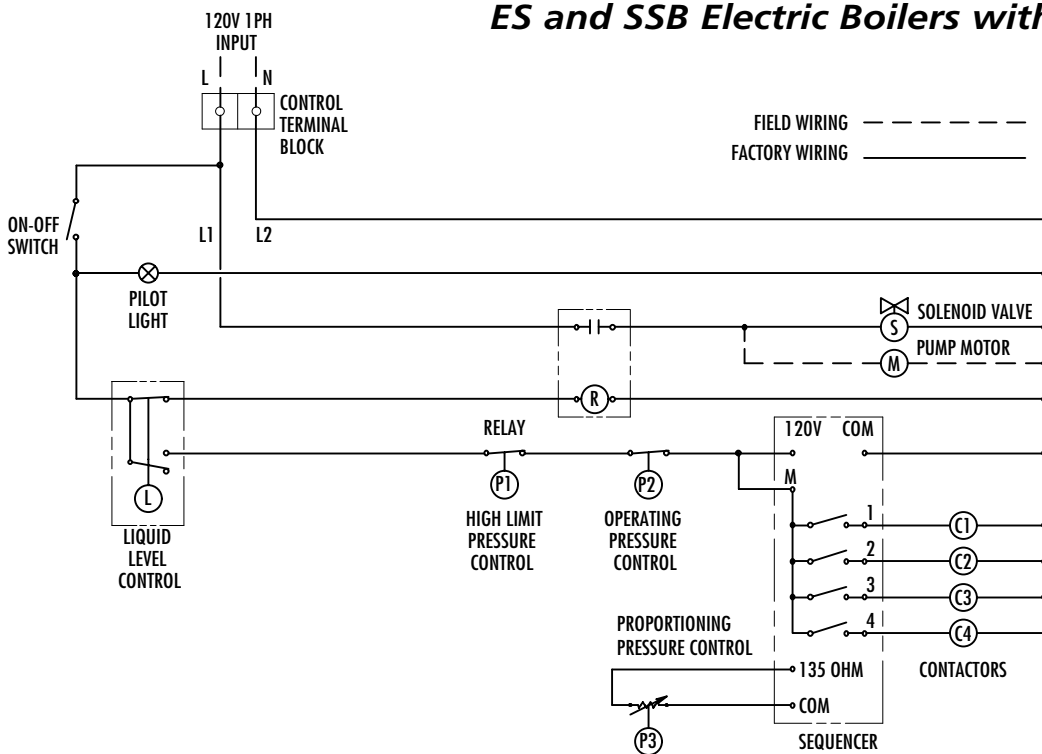 ES and SSB Electric Boilers with
120V 1PH
INPUT
L
N
CONTROL
TERMINAL
BLOCK
FIELD WIRING
FACTORY WIRING
ON-OFF
SWITCH
L1
L2
PILOT
LIGHT
S
SOLENOID VALVE
M
PUMP MOTOR
R
RELAY
120V
COM
M
L
LIQUID
LEVEL
CONTROL
P1
HIGH LIMIT
PRESSURE
CONTROL
P2
OPERATING
PRESSURE
CONTROL
1
C1
2
C2
3
C3
4
C4
PROPORTIONING
PRESSURE CONTROL
135 OHM
CONTACTORS
COM
P3
SEQUENCER